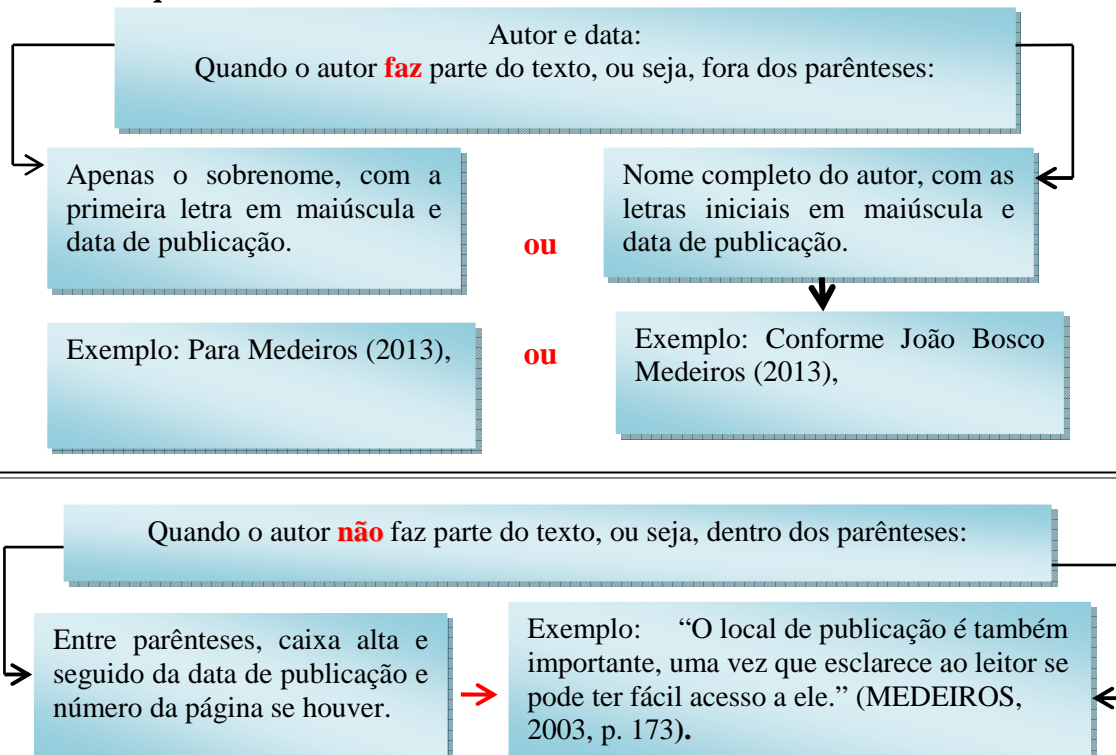 Autor e data:
Quando o autor faz parte do texto, ou seja, fora dos parênteses:
Apenas o sobrenome, com a
primeira letra em maiúscula e
data de publicação.
ou
Nome completo do autor, com as
letras iniciais em maiúscula e
data de publicação.
Exemplo: Para Medeiros (2013),
ou
Exemplo: Conforme João Bosco
Medeiros (2013),
Quando o autor não faz parte do texto, ou seja, dentro dos parênteses:
Entre parênteses, caixa alta e
seguido da data de publicação e
número da página se houver.
Exemplo: “O local de publicação é também
importante, uma vez que esclarece ao leitor se
pode ter fácil acesso a ele.” (MEDEIROS,
2003, p. 173).